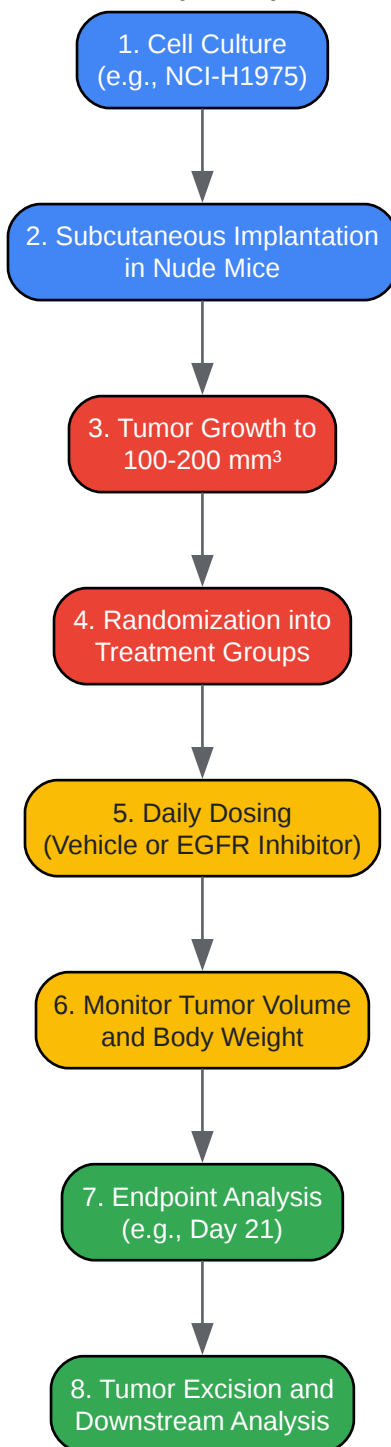 1. Cell Culture
(e.g., NCI-H1975)
2. Subcutaneous Implantation
in Nude Mice
3. Tumor Growth to
100-200 mm³
4. Randomization into
Treatment Groups
5. Daily Dosing
(Vehicle or EGFR Inhibitor)
6. Monitor Tumor Volume
and Body Weight
7. Endpoint Analysis
(e.g., Day 21)
8. Tumor Excision and
Downstream Analysis